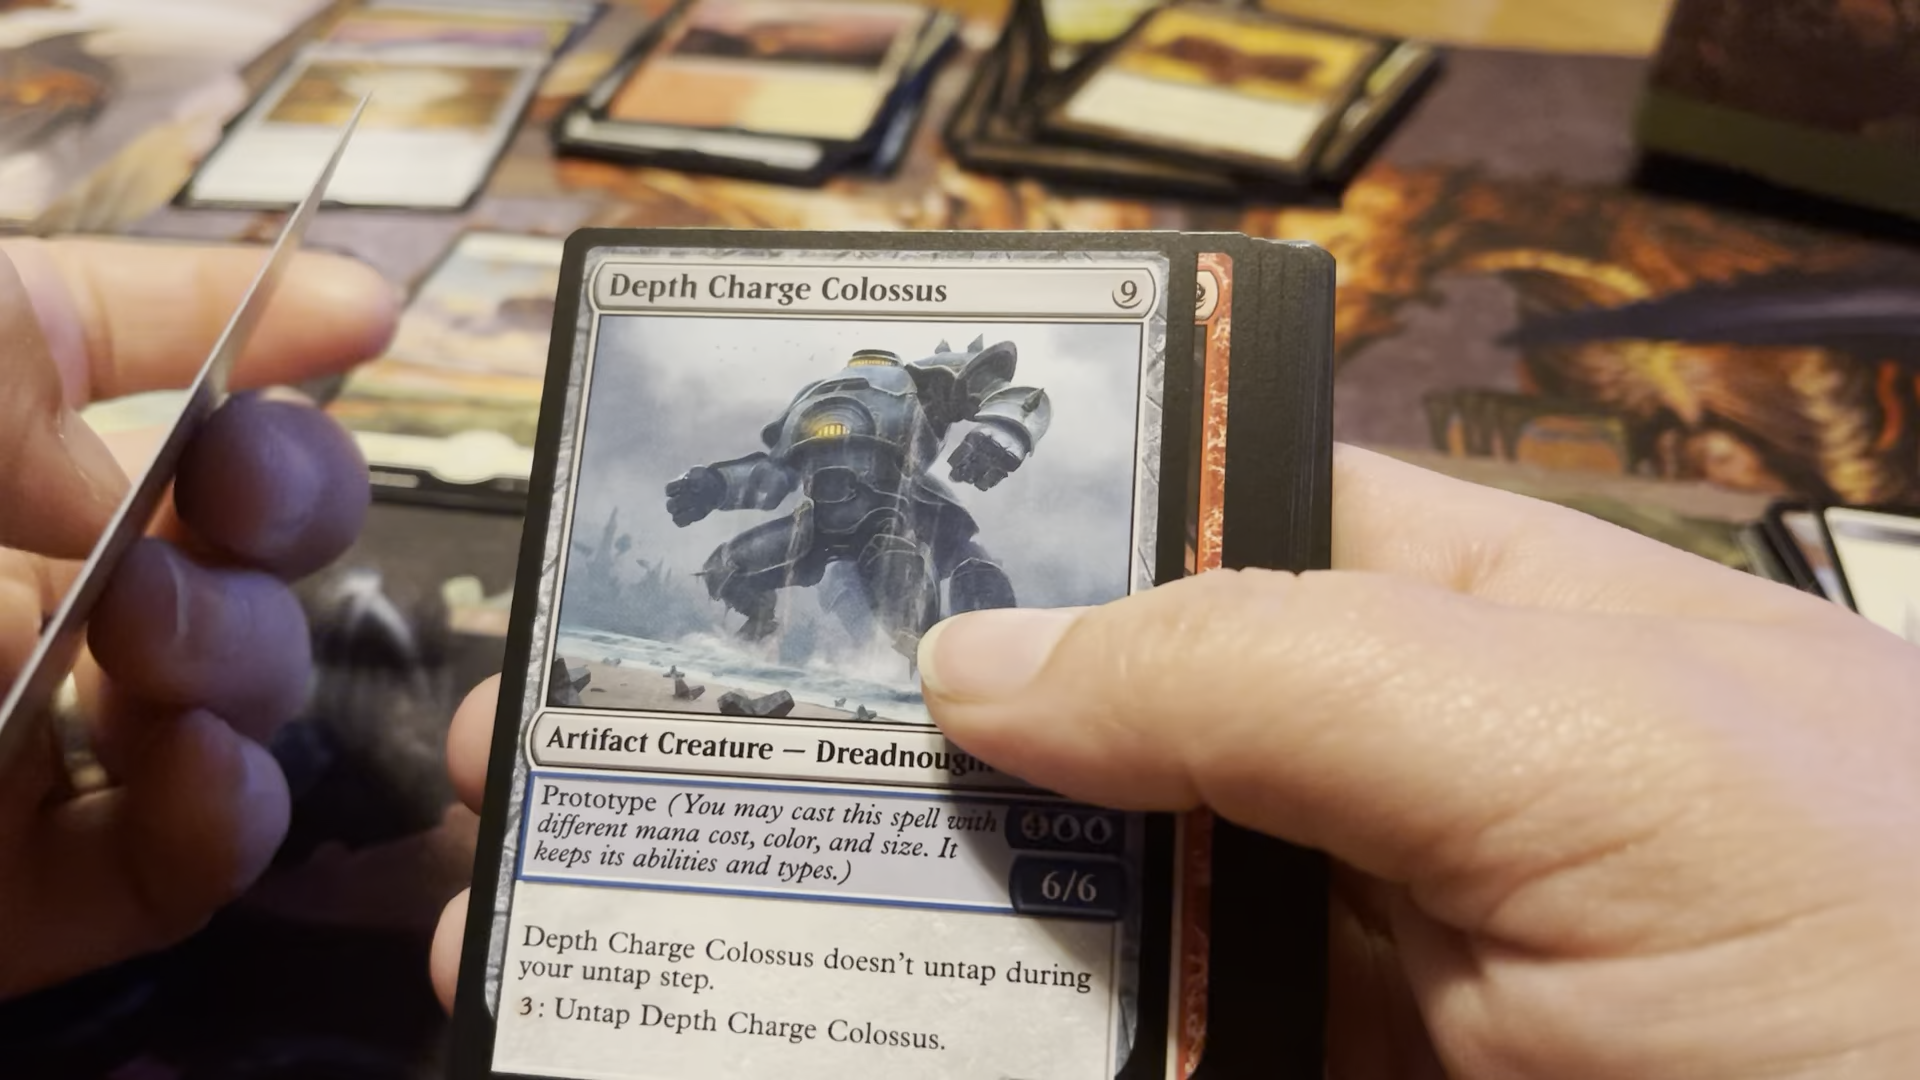 Depth Charge Colossus 9
Artifact Creature — Dreadnough
Prototype (You may cast this spell with
different mana cost, color, and size. It
keeps its abilities and types.)
4
6/6
Depth Charge Colossus doesn't untap during
your untap step.
3: Untap Depth Charge Colossus.